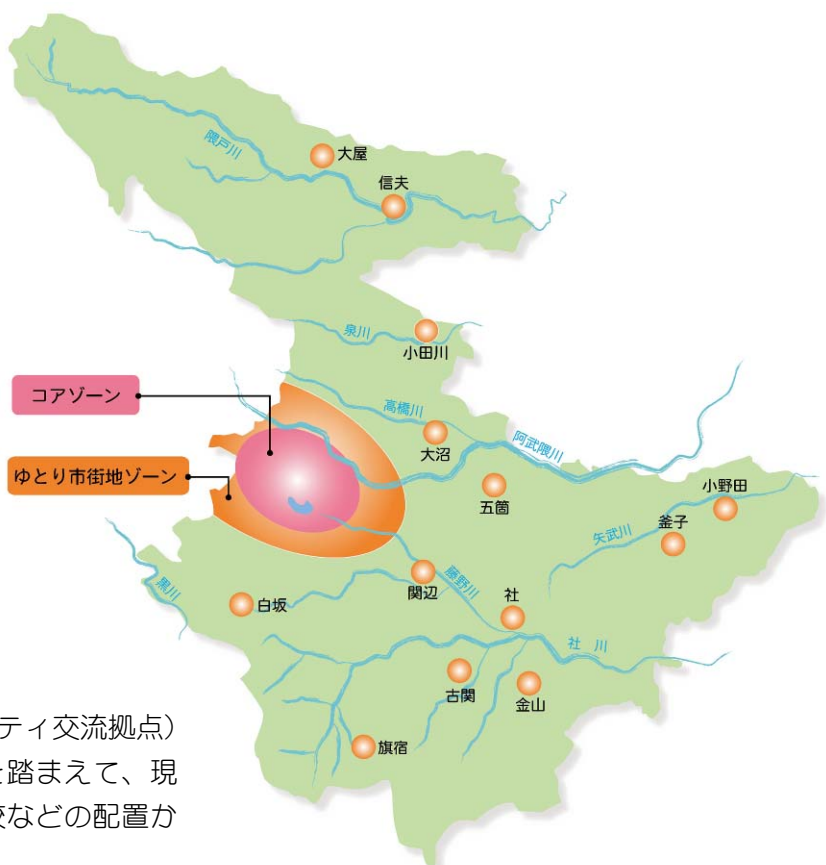 隈戸川
大屋
信夫
泉川
小田川
コアゾーン
高橋川
大沼
阿武隈川
ゆとり市街地ゾーン
五箇
小野田
矢武川
釜子
黒川
白坂
関辺
藤野川
社
社川
古関
金山
旗宿
ティ交流拠点）
踏まえて、現
などの配置か